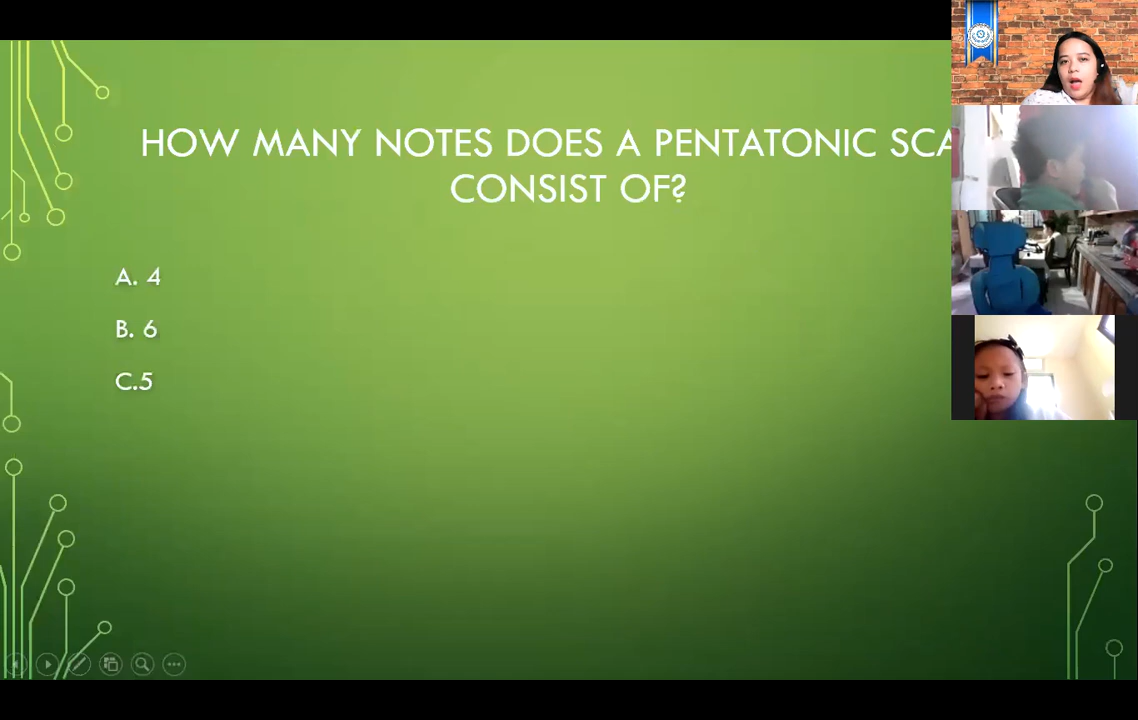 HOW MANY NOTES DOES A PENTATONIC SCA
CONSIST OF?
A. 4
B. 6
C.5